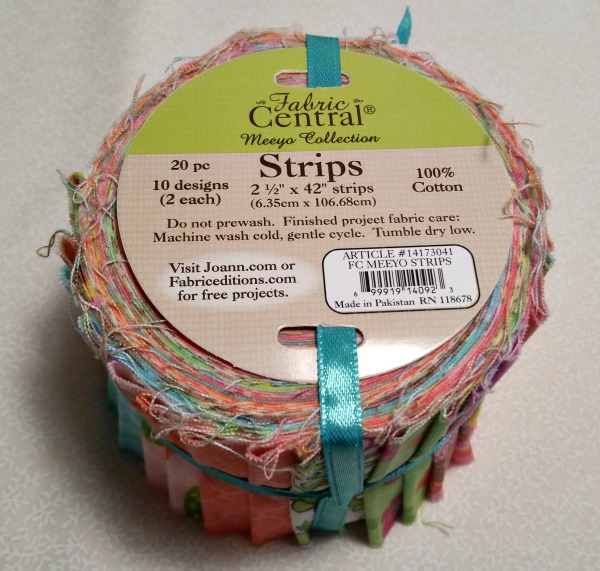 Fabric
Central®
Meeyo Collection
Strips
20 pc
10 designs
(2 each)
2 ½" x 42" strips
(6.35cm x 106.68cm)
100%
Cotton
Do not prewash. Finished project fabric care:
Machine wash cold, gentle cycle. Tumble dry low.
Visit Joann.com or
Fabriceditions.com
for free projects.
ARTICLE #14173041
FC MEEYO STRIPS
6 99919 14092 3
Made in Pakistan RN 118678